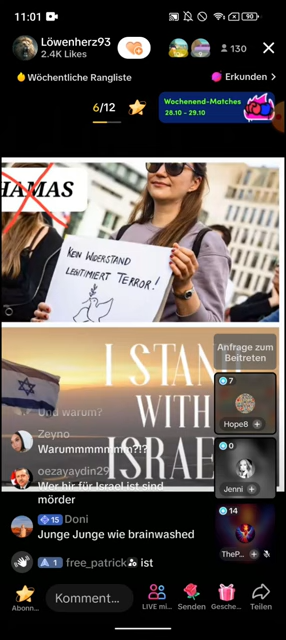 11:01
90
Löwenherz93
2.4K Likes
130
Wöchentliche Rangliste
Erkunden >
6/12
Wochenend-Matches
28.10 - 29.10
HAMAS
KEIN WIDERSTAND
LEGITIMIERT TERROR!
Anfrage zum
Beitreten
I STAND
WITH
ISRAEL
7
Hope8 +
0
Jenni +
14
TheP... +
Und warum?
Zeyno
Warummmmmm?!?
oezayaydin29
Wer hir für Israel ist sind
mörder
15 Doni
Junge Junge wie brainwashed
1 free_patrick ist
Abonn...
Komment...
LIVE mi...
Senden
Gesche...
Teilen